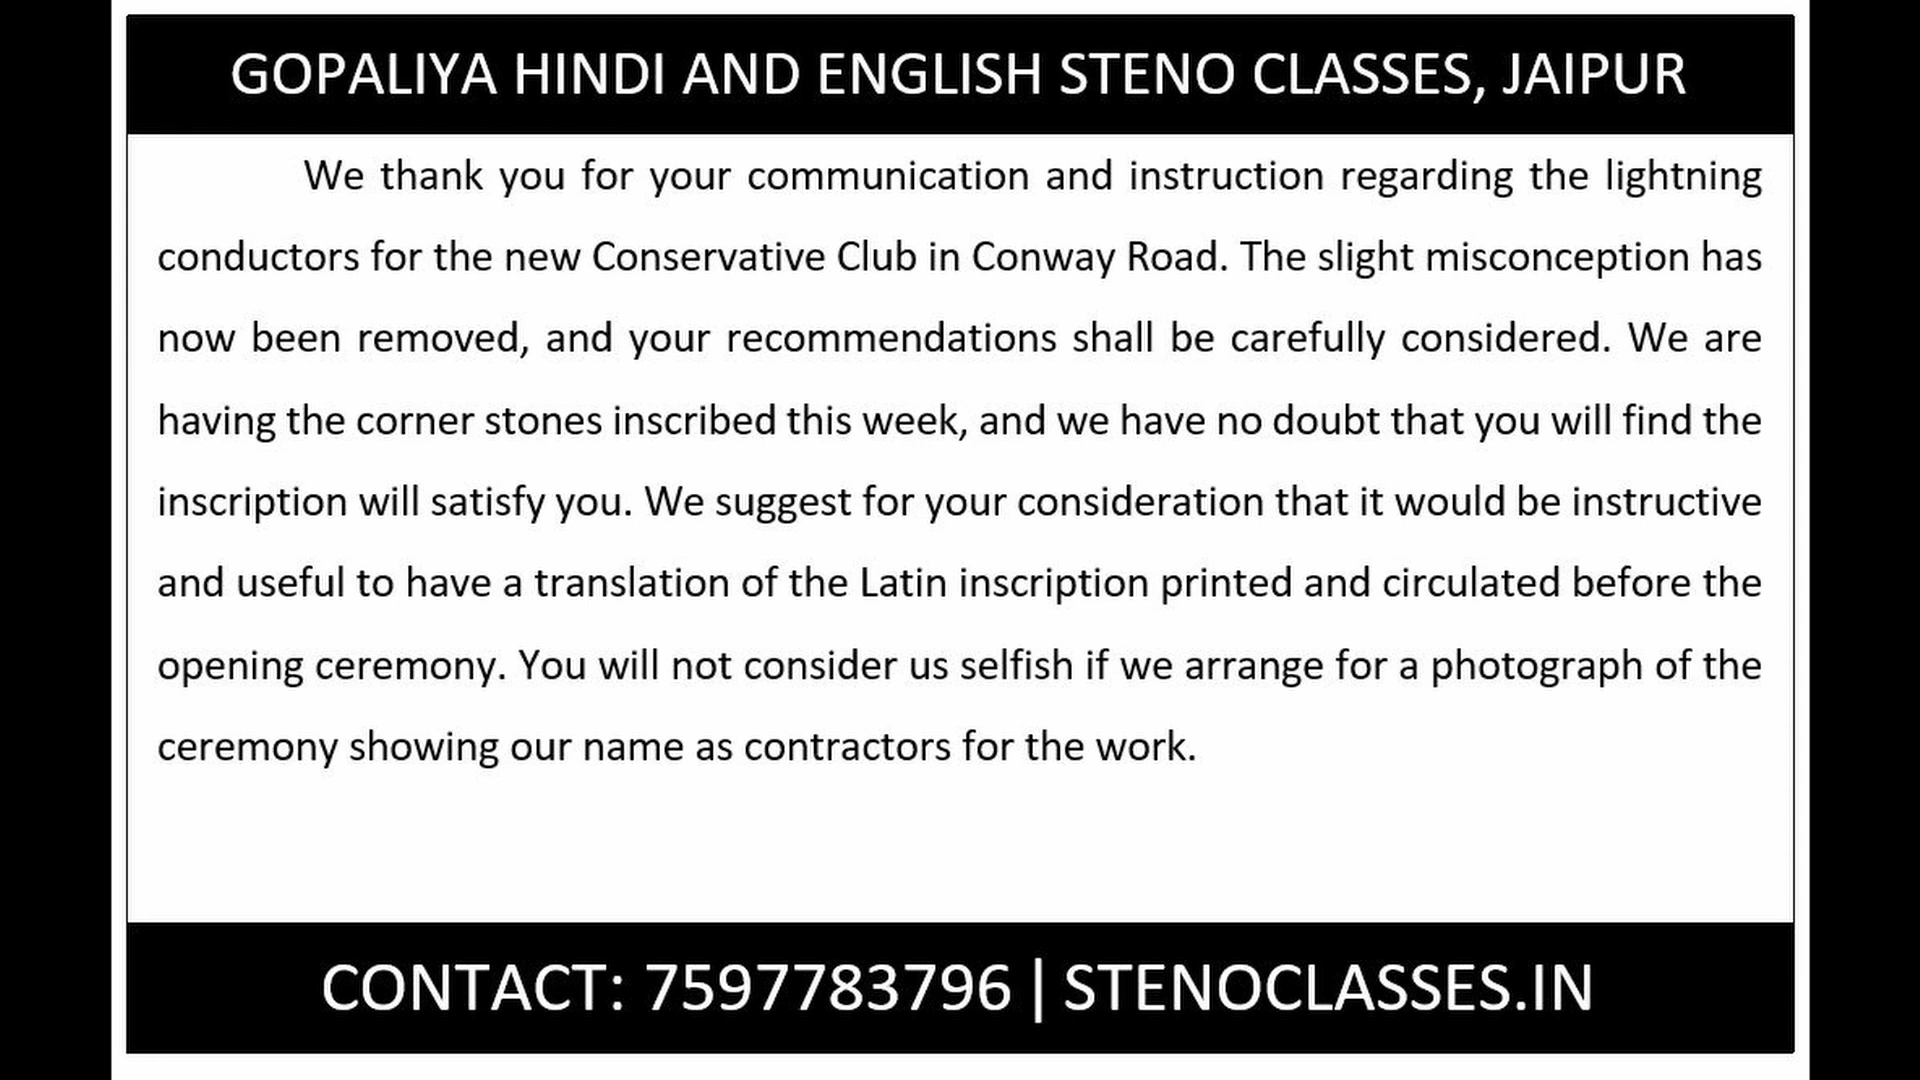 GOPALIYA HINDI AND ENGLISH STENO CLASSES, JAIPUR
We thank you for your communication and instruction regarding the lightning
conductors for the new Conservative Club in Conway Road. The slight misconception has
now been removed, and your recommendations shall be carefully considered. We are
having the corner stones inscribed this week, and we have no doubt that you will find the
inscription will satisfy you. We suggest for your consideration that it would be instructive
and useful to have a translation of the Latin inscription printed and circulated before the
opening ceremony. You will not consider us selfish if we arrange for a photograph of the
ceremony showing our name as contractors for the work.
CONTACT: 7597783796 | STENOCLASSES.IN